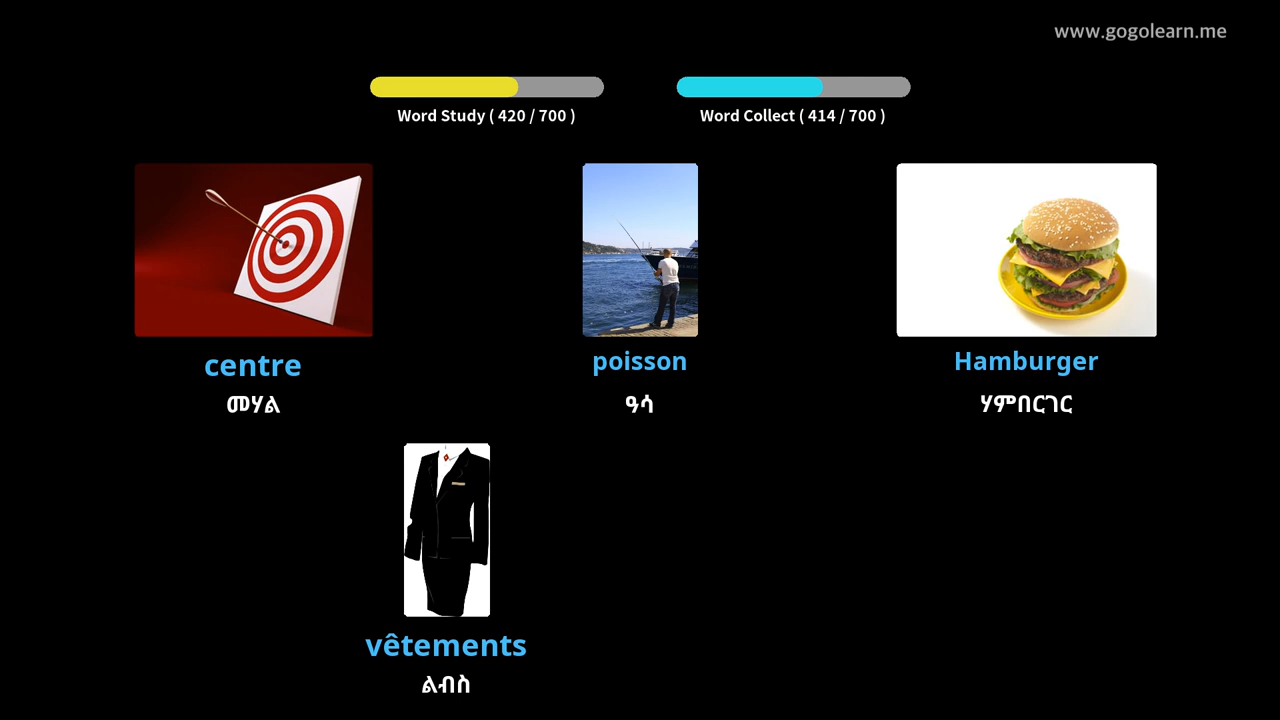 www.gogolearn.me
Word Study ( 420 / 700 )
Word Collect ( 414 / 700 )
centre
poisson
Hamburger
መሃል
ዓሳ
ሃምበርገር
vêtements
ልብስ